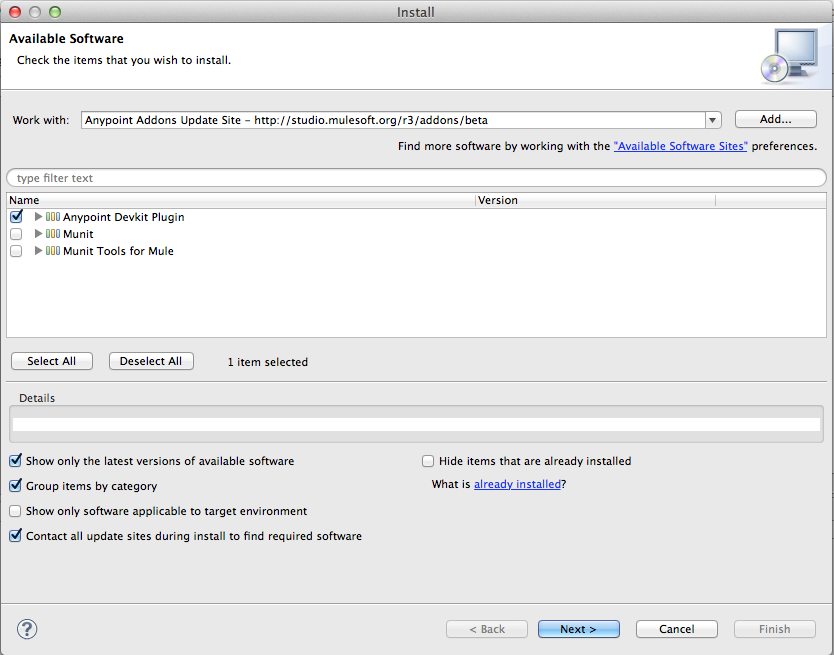 Install
Available Software
Check the items that you wish to install.
Work with: Anypoint Addons Update Site - http://studio.mulesoft.org/r3/addons/beta Add...
Find more software by working with the "Available Software Sites" preferences.
type filter text
Name Version
Anypoint Devkit Plugin
Munit
Munit Tools for Mule
Select All Deselect All 1 item selected
Details
Show only the latest versions of available software Hide items that are already installed
Group items by category What is already installed?
Show only software applicable to target environment
Contact all update sites during install to find required software
? < Back Next > Cancel Finish